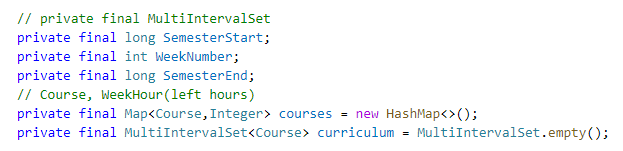 // private final MultiIntervalSet
private final long SemesterStart;
private final int WeekNumber;
private final long SemesterEnd;
// Course, WeekHour(left hours)
private final Map<Course,Integer> courses = new HashMap<>();
private final MultiIntervalSet<Course> curriculum = MultiIntervalSet.empty();